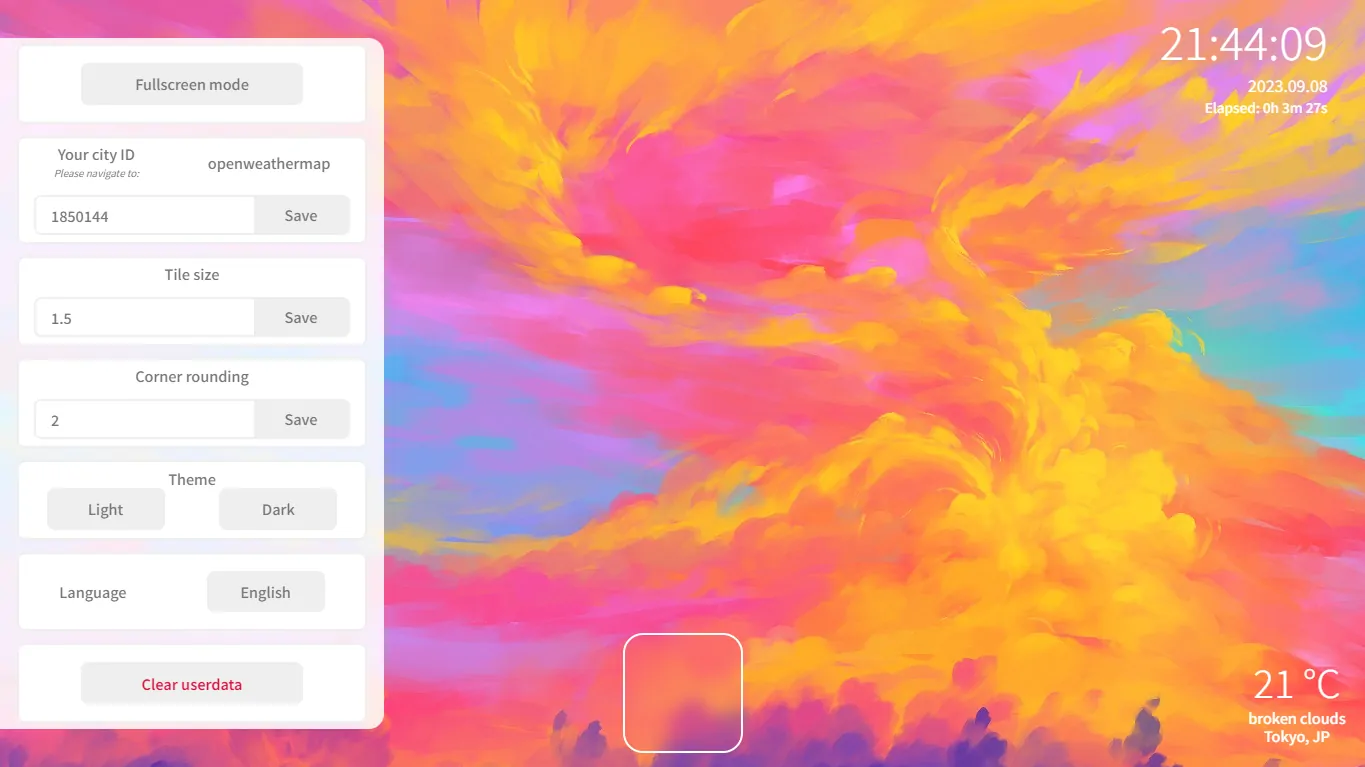 Fullscreen mode
Your city ID
Please navigate to:
openweathermap
1850144
Save
Tile size
1.5
Save
Corner rounding
2
Save
Theme
Light
Dark
Language
English
Clear userdata
21:44:09
2023.09.08
Elapsed: 0h 3m 27s
21 °C
broken clouds
Tokyo, JP